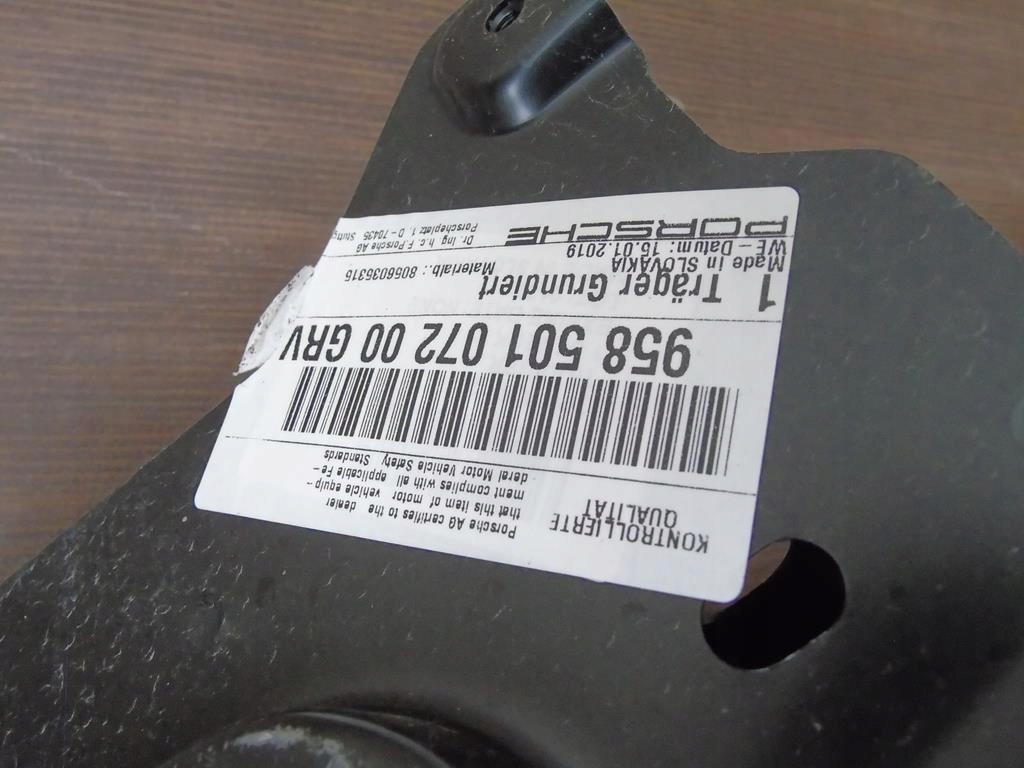 PORSCHE
Dr. Ing. h.c. F. Porsche AG
Porscheplatz 1, D - 70435 Stuttg
Made in SLOVAKIA
WE - Datum: 15.01.2019
Materialb.: 8056035315
1 Träger Grundiert
958 501 072 00 GRV
KONTROLLIERTE
QUALITÄT
Porsche AG certifies to the dealer
that this item of motor vehicle equip-
ment complies with all applicable Fe-
deral Motor Vehicle Safety Standards